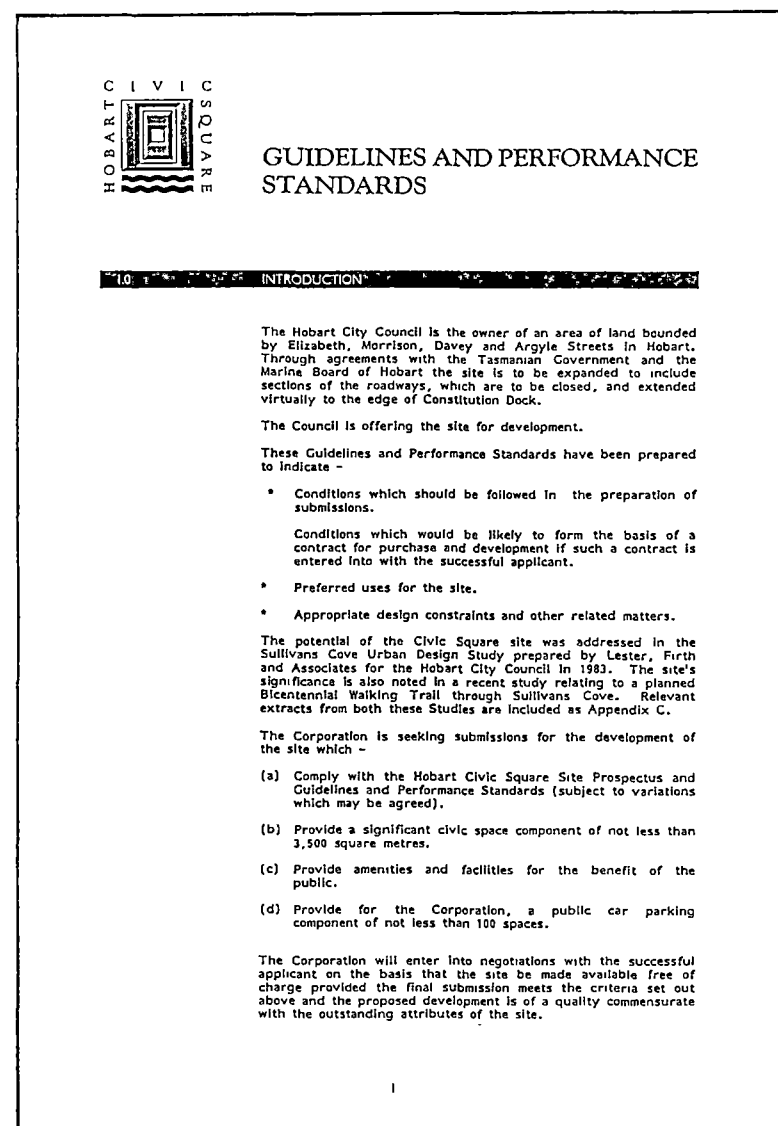 CIVIC
HOBART
SQUARE
GUIDELINES AND PERFORMANCE
STANDARDS
1.0 INTRODUCTION
The Hobart City Council is the owner of an area of land bounded
by Elizabeth, Morrison, Davey and Argyle Streets in Hobart.
Through agreements with the Tasmanian Government and the
Marine Board of Hobart the site is to be expanded to include
sections of the roadways, which are to be closed, and extended
virtually to the edge of Constitution Dock.
The Council is offering the site for development.
These Guidelines and Performance Standards have been prepared
to indicate -
* Conditions which should be followed in the preparation of
submissions.
Conditions which would be likely to form the basis of a
contract for purchase and development if such a contract is
entered into with the successful applicant.
* Preferred uses for the site.
* Appropriate design constraints and other related matters.
The potential of the Civic Square site was addressed in the
Sullivans Cove Urban Design Study prepared by Lester, Firth
and Associates for the Hobart City Council in 1983. The site's
significance is also noted in a recent study relating to a planned
Bicentennial Walking Trail through Sullivans Cove. Relevant
extracts from both these Studies are included as Appendix C.
The Corporation is seeking submissions for the development of
the site which -
(a) Comply with the Hobart Civic Square Site Prospectus and
Guidelines and Performance Standards (subject to variations
which may be agreed).
(b) Provide a significant civic space component of not less than
3,500 square metres.
(c) Provide amenities and facilities for the benefit of the
public.
(d) Provide for the Corporation, a public car parking
component of not less than 100 spaces.
The Corporation will enter into negotiations with the successful
applicant on the basis that the site be made available free of
charge provided the final submission meets the criteria set out
above and the proposed development is of a quality commensurate
with the outstanding attributes of the site.
1